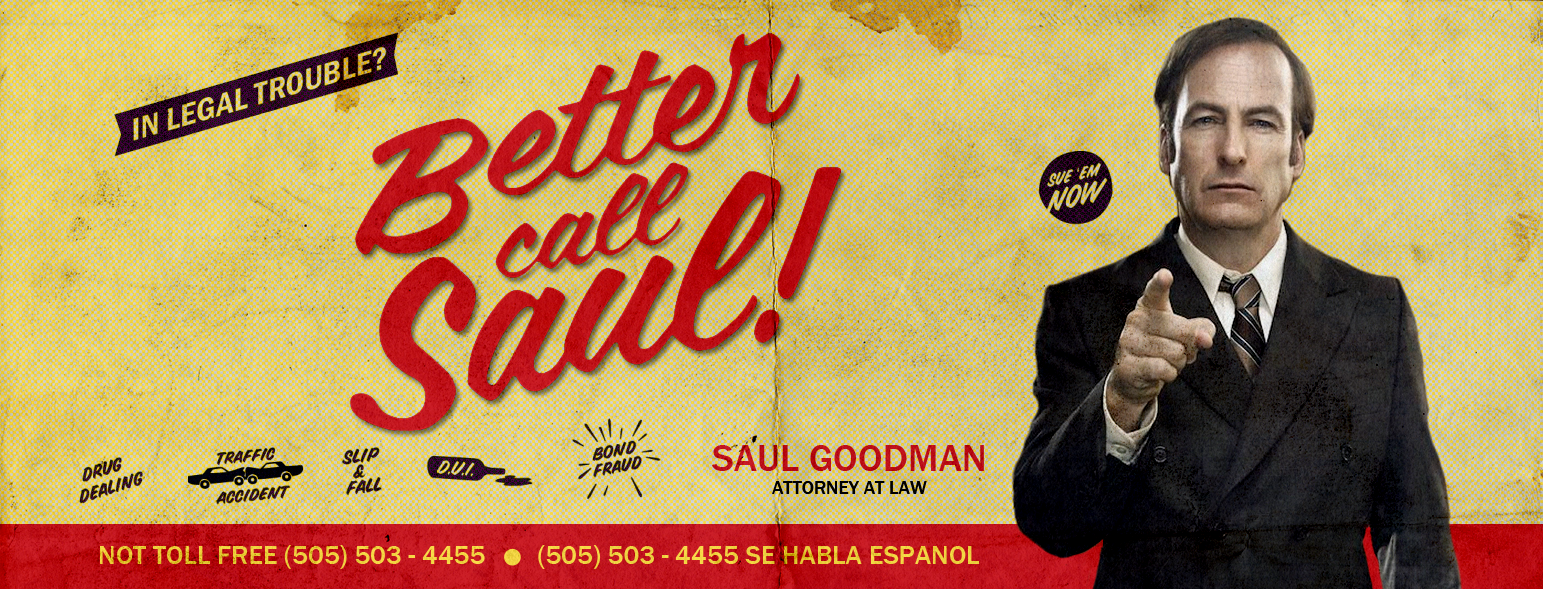 IN LEGAL TROUBLE?
Better
call
Saul!
SUE 'EM
NOW
DRUG
DEALING
TRAFFIC
ACCIDENT
SLIP
&
FALL
D.U.I.
BOND
FRAUD
SAUL GOODMAN
ATTORNEY AT LAW
NOT TOLL FREE (505) 503 - 4455 ● (505) 503 - 4455 SE HABLA ESPANOL